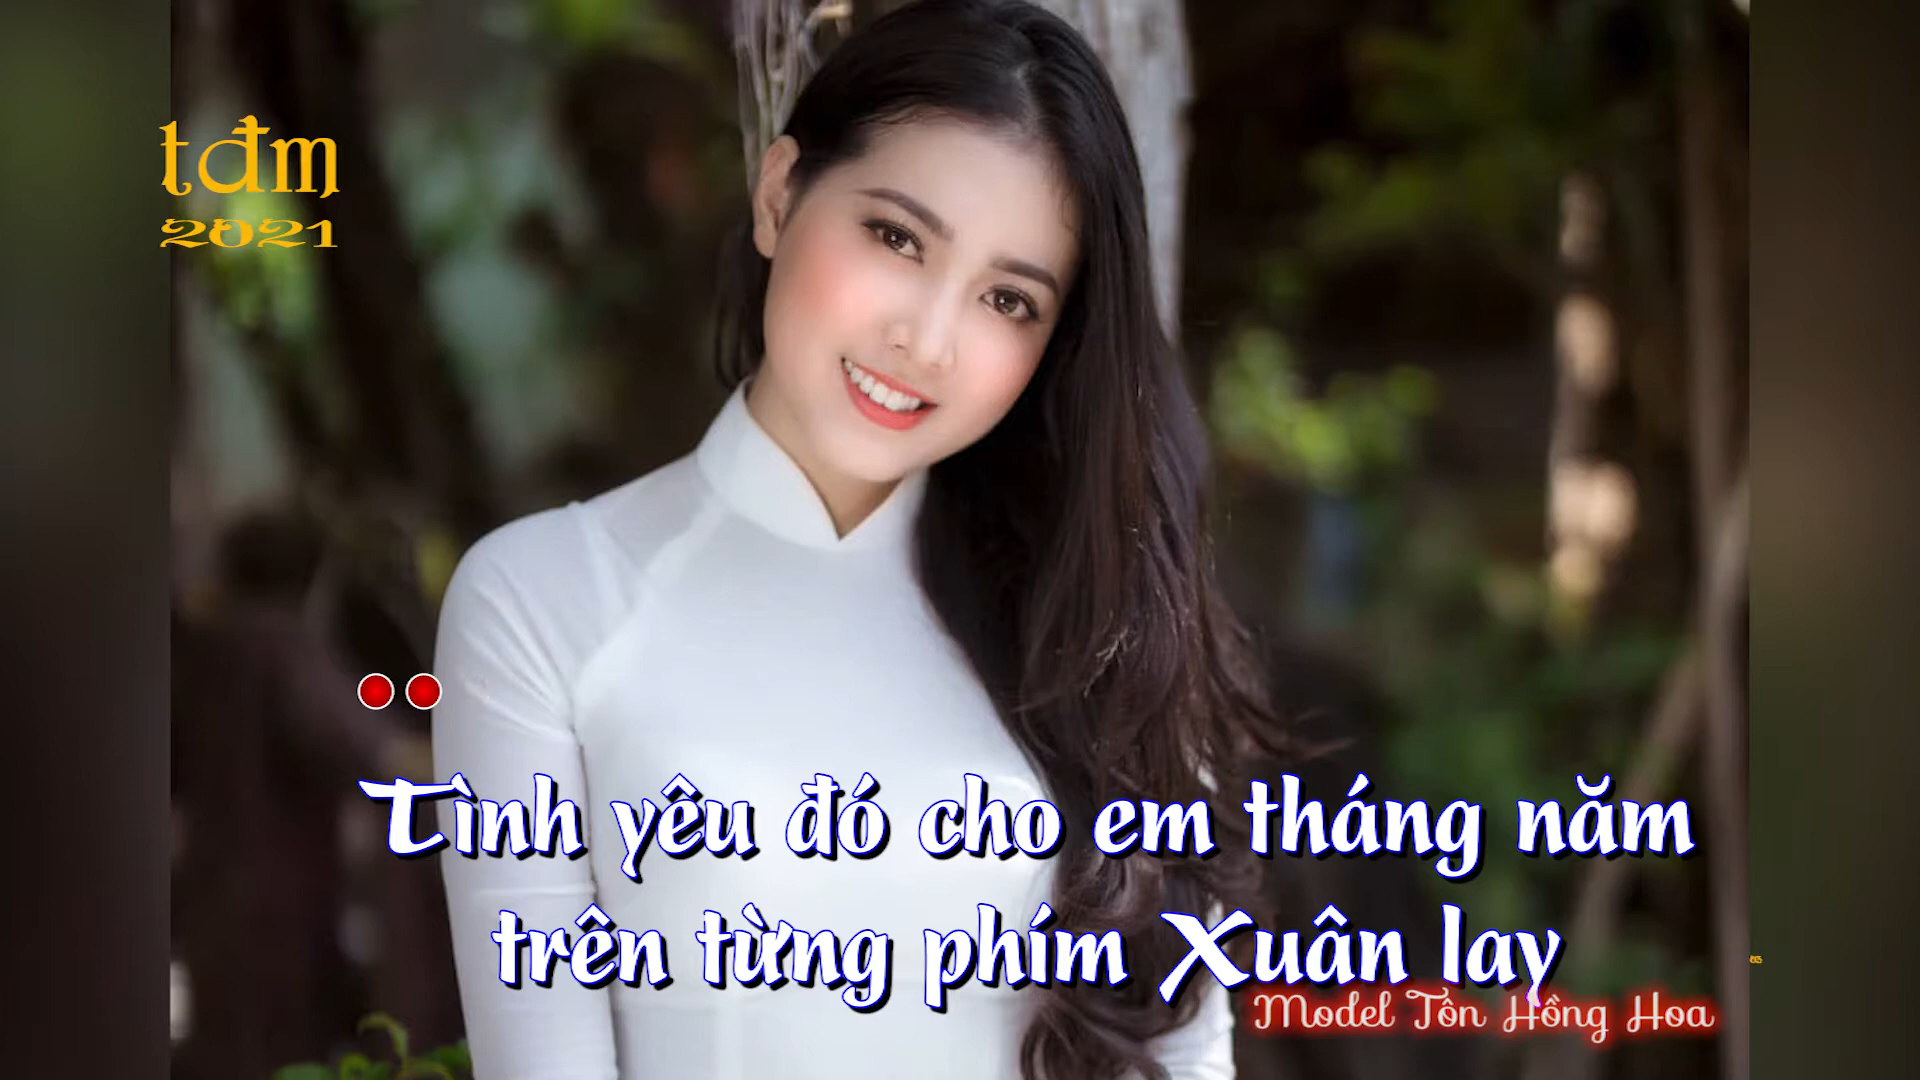 tđm
2021
Tình yêu đó cho em tháng năm
trên từng phím Xuân lay
Model Tôn Hồng Hoa